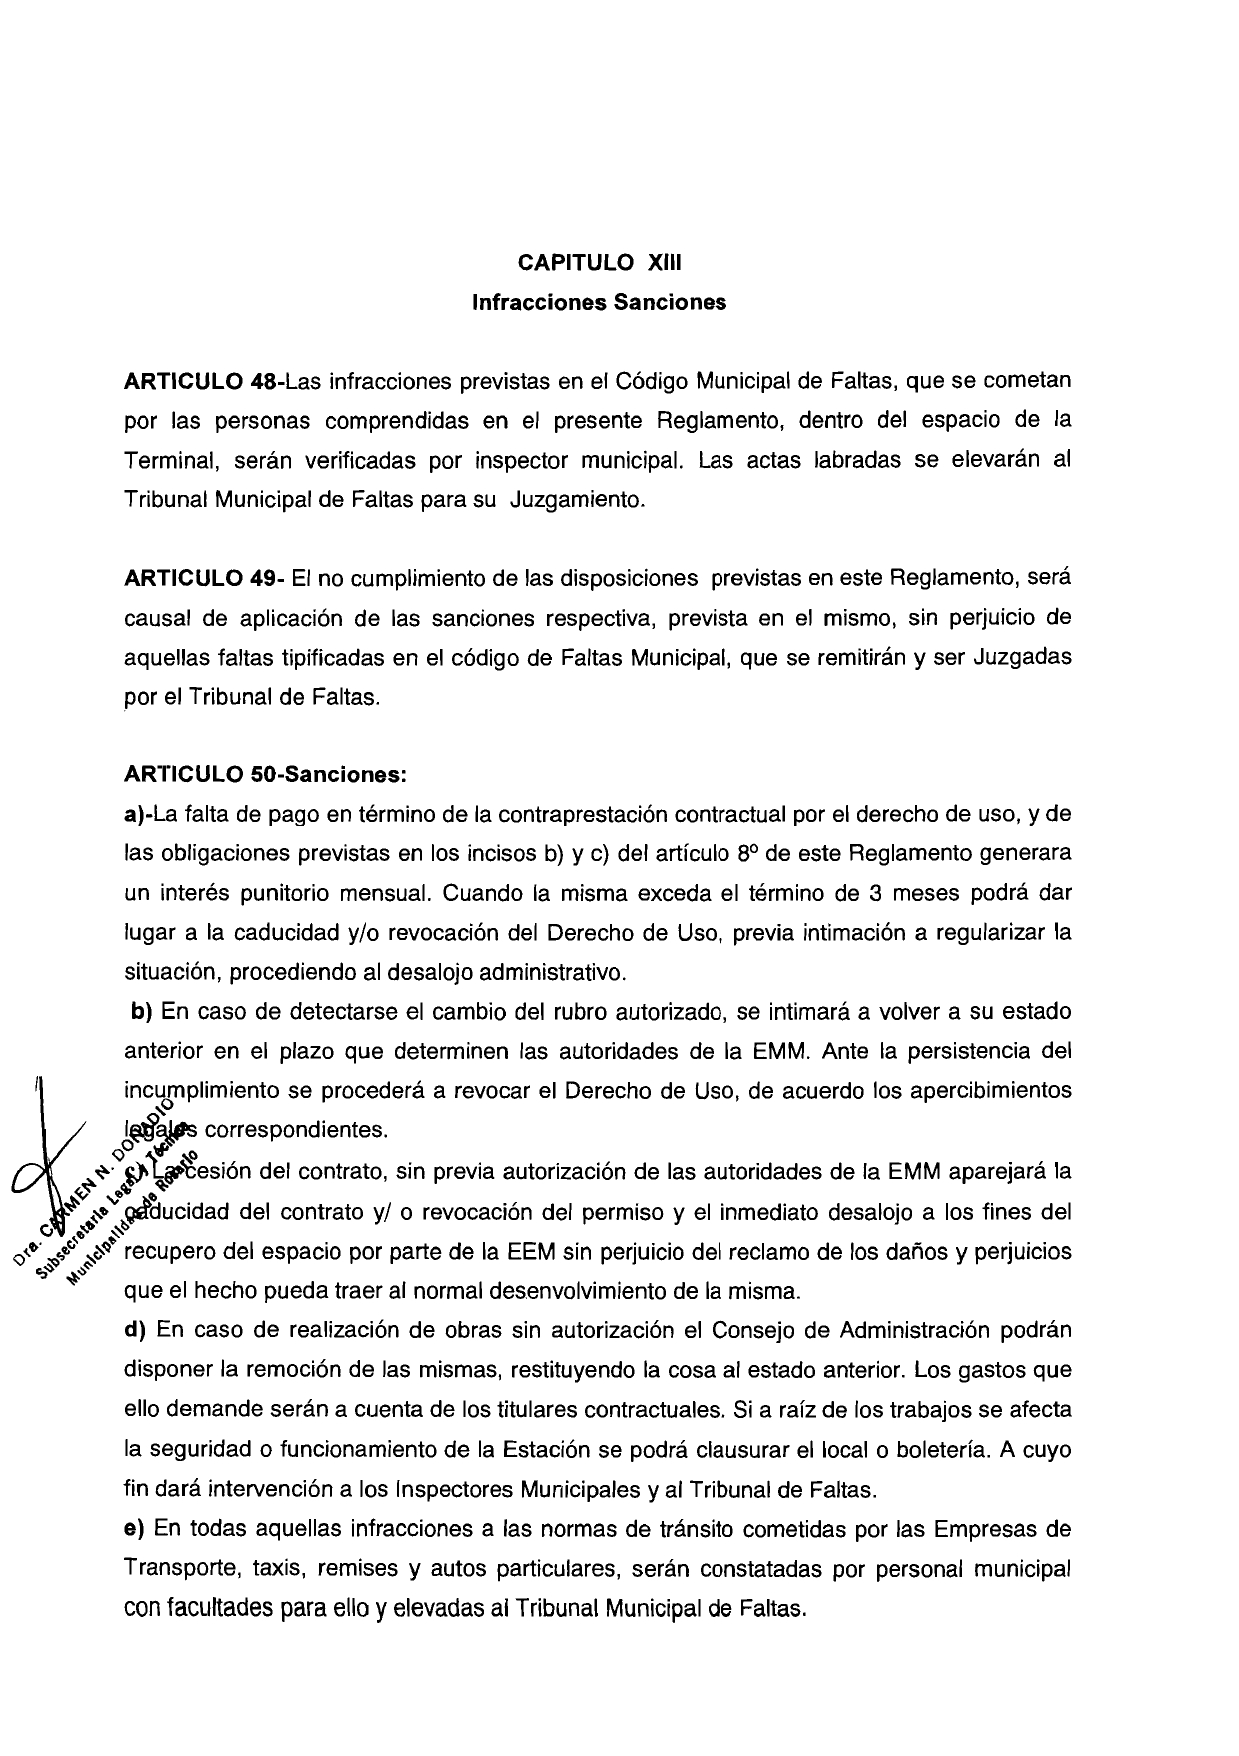 CAPITULO XIII
Infracciones Sanciones
ARTICULO 48-Las infracciones previstas en el Código Municipal de Faltas, que se cometan
por las personas comprendidas en el presente Reglamento, dentro del espacio de la
Terminal, serán verificadas por inspector municipal. Las actas labradas se elevarán al
Tribunal Municipal de Faltas para su Juzgamiento.
ARTICULO 49- El no cumplimiento de las disposiciones previstas en este Reglamento, será
causal de aplicación de las sanciones respectiva, prevista en el mismo, sin perjuicio de
aquellas faltas tipificadas en el código de Faltas Municipal, que se remitirán y ser Juzgadas
por el Tribunal de Faltas.
ARTICULO 50-Sanciones:
a)-La falta de pago en término de la contraprestación contractual por el derecho de uso, y de
las obligaciones previstas en los incisos b) y c) del artículo 8º de este Reglamento generara
un interés punitorio mensual. Cuando la misma exceda el término de 3 meses podrá dar
lugar a la caducidad y/o revocación del Derecho de Uso, previa intimación a regularizar la
situación, procediendo al desalojo administrativo.
b) En caso de detectarse el cambio del rubro autorizado, se intimará a volver a su estado
anterior en el plazo que determinen las autoridades de la EMM. Ante la persistencia del
incumplimiento se procederá a revocar el Derecho de Uso, de acuerdo los apercibimientos
legales correspondientes.
c) La cesión del contrato, sin previa autorización de las autoridades de la EMM aparejará la
caducidad del contrato y/ o revocación del permiso y el inmediato desalojo a los fines del
recupero del espacio por parte de la EEM sin perjuicio del reclamo de los daños y perjuicios
que el hecho pueda traer al normal desenvolvimiento de la misma.
d) En caso de realización de obras sin autorización el Consejo de Administración podrán
disponer la remoción de las mismas, restituyendo la cosa al estado anterior. Los gastos que
ello demande serán a cuenta de los titulares contractuales. Si a raíz de los trabajos se afecta
la seguridad o funcionamiento de la Estación se podrá clausurar el local o boletería. A cuyo
fin dará intervención a los Inspectores Municipales y al Tribunal de Faltas.
e) En todas aquellas infracciones a las normas de tránsito cometidas por las Empresas de
Transporte, taxis, remises y autos particulares, serán constatadas por personal municipal
con facultades para ello y elevadas al Tribunal Municipal de Faltas.
Dra. CARMEN N. DONADIO
Subsecretaria Legal y Técnica
Municipalidad de Rosario